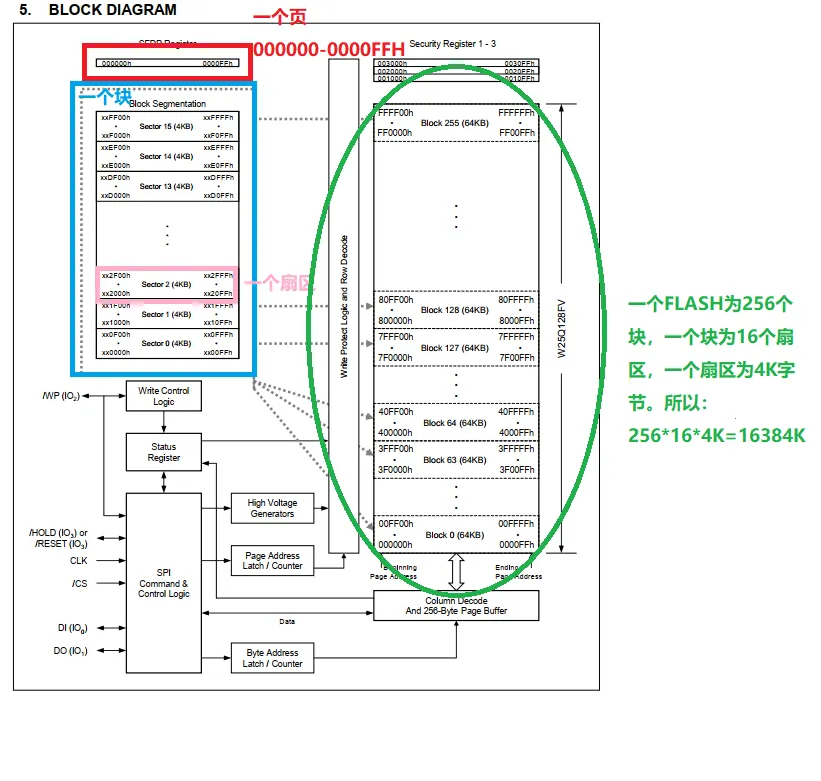 5. BLOCK DIAGRAM
一个页
000000-0000FFH
SFDP Register
000000h 0000FFh
Security Register 1 - 3
003000h 0030FFh
002000h 0020FFh
001000h 0010FFh
一个块
Block Segmentation
xxFF00h xxFFFFh
Sector 15 (4KB)
xxF000h xxF0FFh
xxEF00h xxEFFFh
Sector 14 (4KB)
xxE000h xxE0FFh
xxDF00h xxDFFFh
Sector 13 (4KB)
xxD000h xxD0FFh
xx2F00h xx2FFFh
Sector 2 (4KB)
xx2000h xx20FFh
一个扇区
xx1F00h xx1FFFh
Sector 1 (4KB)
xx1000h xx10FFh
xx0F00h xx0FFFh
Sector 0 (4KB)
xx0000h xx00FFh
Write Protect Logic and Row Decode
FFFF00h FFFFFFh
Block 255 (64KB)
FF0000h FF00FFh
80FF00h 80FFFFh
Block 128 (64KB)
800000h 8000FFh
7FFF00h 7FFFFFh
Block 127 (64KB)
7F0000h 7F00FFh
40FF00h 40FFFFh
Block 64 (64KB)
400000h 4000FFh
3FFF00h 3FFFFFh
Block 63 (64KB)
3F0000h 3F00FFh
00FF00h 00FFFFh
Block 0 (64KB)
000000h 0000FFh
W25Q128FV
一个FLASH为256个
块，一个块为16个扇
区，一个扇区为4K字
节。所以：
256*16*4K=16384K
/WP (IO2)
Write Control
Logic
Status
Register
/HOLD (IO3) or
/RESET (IO3)
CLK
/CS
DI (IO0)
DO (IO1)
SPI
Command &
Control Logic
High Voltage
Generators
Page Address
Latch / Counter
Beginning
Page Address
Ending
Page Address
Column Decode
And 256-Byte Page Buffer
Data
Byte Address
Latch / Counter